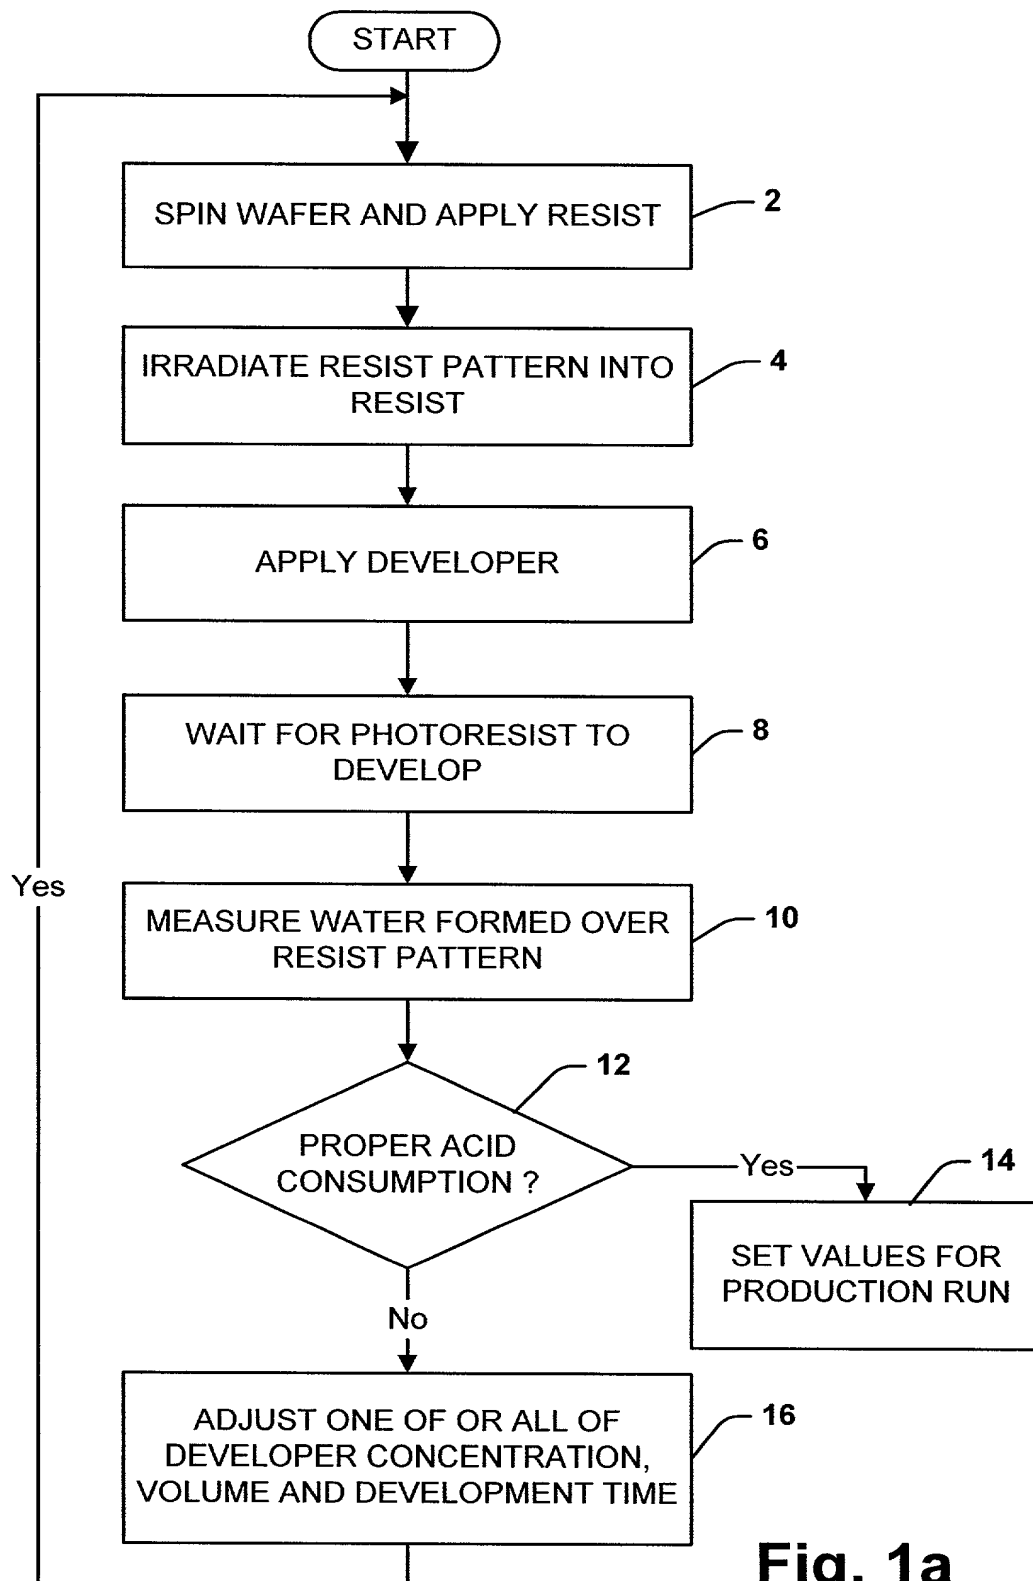 START
SPIN WAFER AND APPLY RESIST
2
IRRADIATE RESIST PATTERN INTO
RESIST
4
APPLY DEVELOPER
6
WAIT FOR PHOTORESIST TO
DEVELOP
8
Yes
MEASURE WATER FORMED OVER
RESIST PATTERN
10
12
PROPER ACID
CONSUMPTION ?
Yes
14
SET VALUES FOR
PRODUCTION RUN
No
ADJUST ONE OF OR ALL OF
DEVELOPER CONCENTRATION,
VOLUME AND DEVELOPMENT TIME
16
Fig. 1a